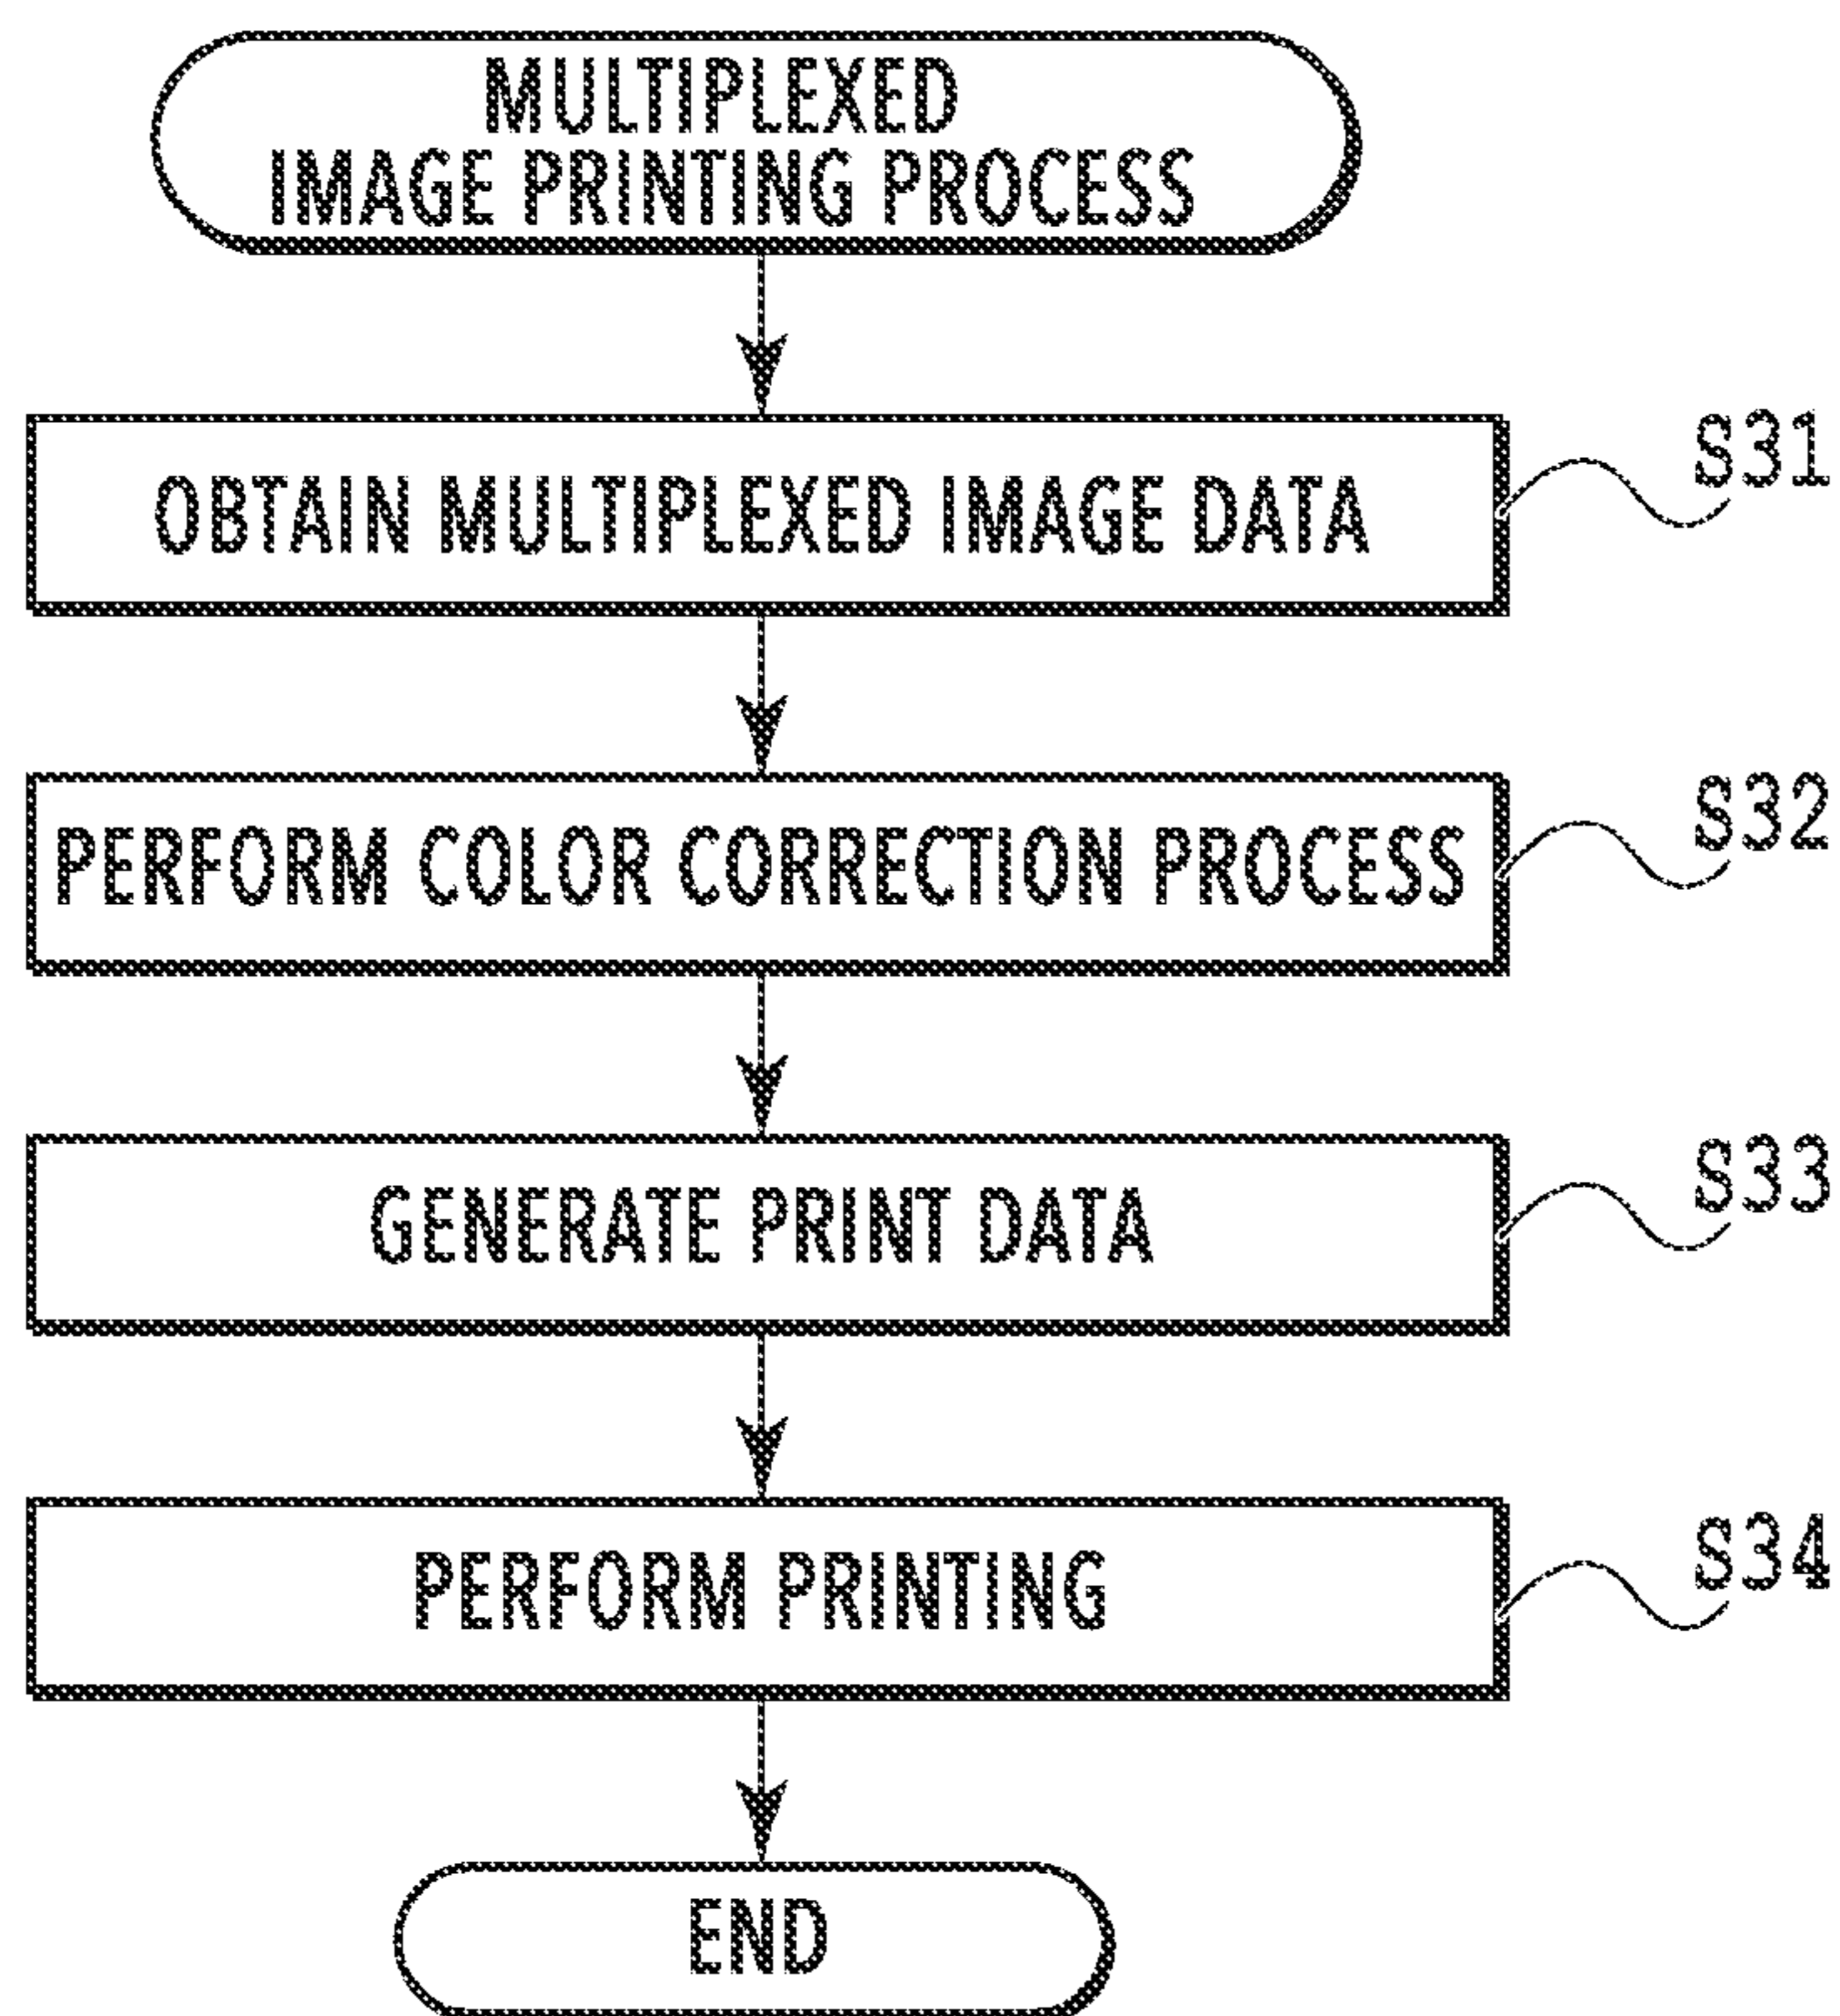 MULTIPLEXED
IMAGE PRINTING PROCESS
OBTAIN MULTIPLEXED IMAGE DATA
S31
PERFORM COLOR CORRECTION PROCESS
S32
GENERATE PRINT DATA
S33
PERFORM PRINTING
S34
END